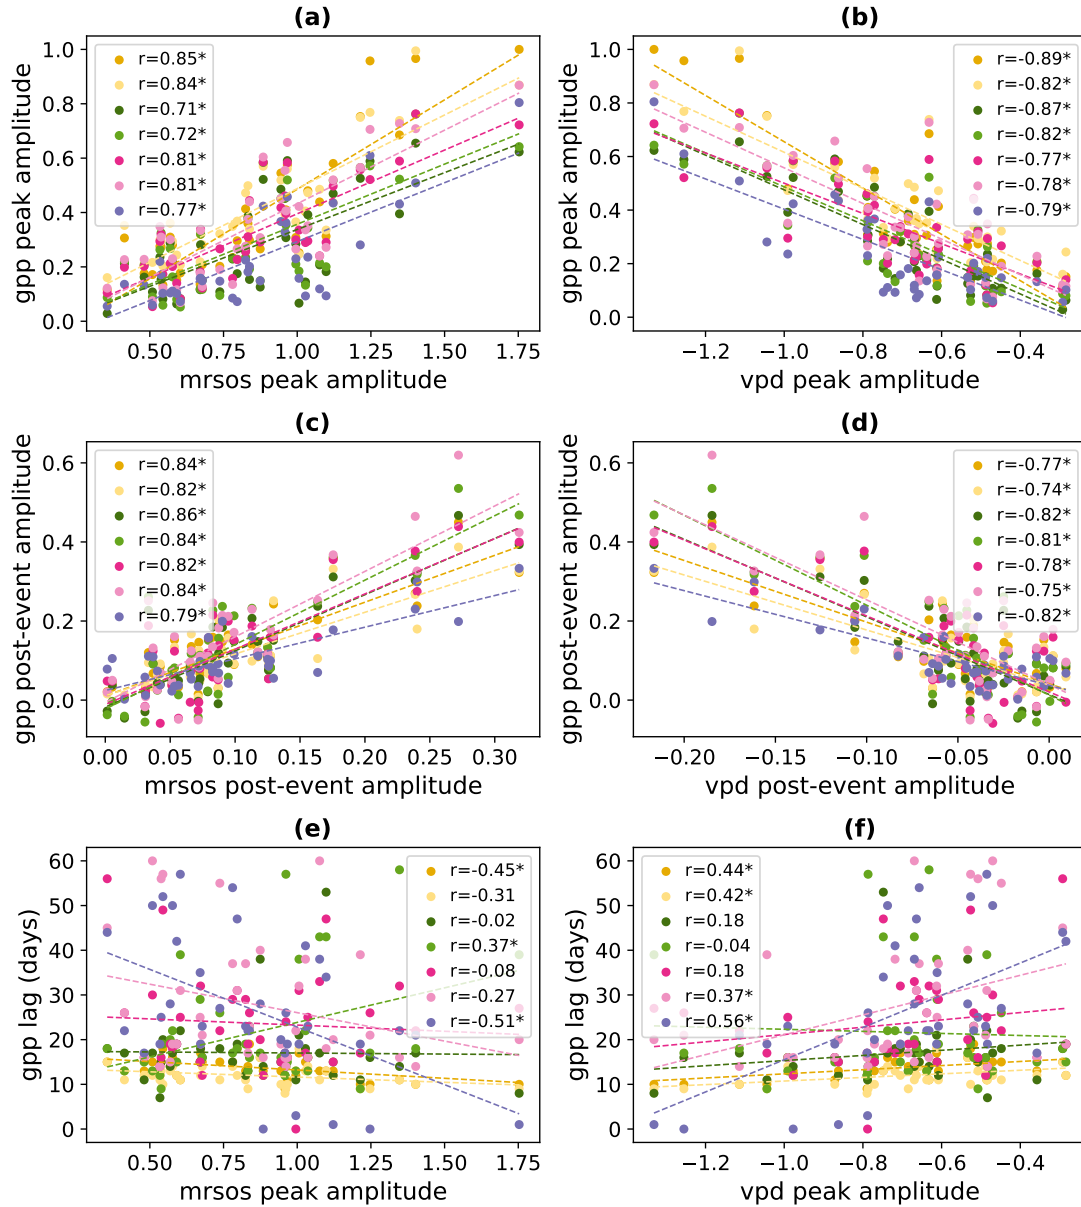 (a)
gpp peak amplitude
1.0
0.8
0.6
0.4
0.2
0.0
r=0.85*
r=0.84*
r=0.71*
r=0.72*
r=0.81*
r=0.81*
r=0.77*
0.50 0.75 1.00 1.25 1.50 1.75
mrsos peak amplitude
(b)
gpp peak amplitude
1.0
0.8
0.6
0.4
0.2
0.0
r=-0.89*
r=-0.82*
r=-0.87*
r=-0.82*
r=-0.77*
r=-0.78*
r=-0.79*
−1.2 −1.0 −0.8 −0.6 −0.4
vpd peak amplitude
(c)
gpp post-event amplitude
0.6
0.4
0.2
0.0
r=0.84*
r=0.82*
r=0.86*
r=0.84*
r=0.82*
r=0.84*
r=0.79*
0.00 0.05 0.10 0.15 0.20 0.25 0.30
mrsos post-event amplitude
(d)
gpp post-event amplitude
0.6
0.4
0.2
0.0
r=-0.77*
r=-0.74*
r=-0.82*
r=-0.81*
r=-0.78*
r=-0.75*
r=-0.82*
−0.20 −0.15 −0.10 −0.05 0.00
vpd post-event amplitude
(e)
gpp lag (days)
60
50
40
30
20
10
0
r=-0.45*
r=-0.31
r=-0.02
r=0.37*
r=-0.08
r=-0.27
r=-0.51*
0.50 0.75 1.00 1.25 1.50 1.75
mrsos peak amplitude
(f)
gpp lag (days)
60
50
40
30
20
10
0
r=0.44*
r=0.42*
r=0.18
r=-0.04
r=0.18
r=0.37*
r=0.56*
−1.2 −1.0 −0.8 −0.6 −0.4
vpd peak amplitude